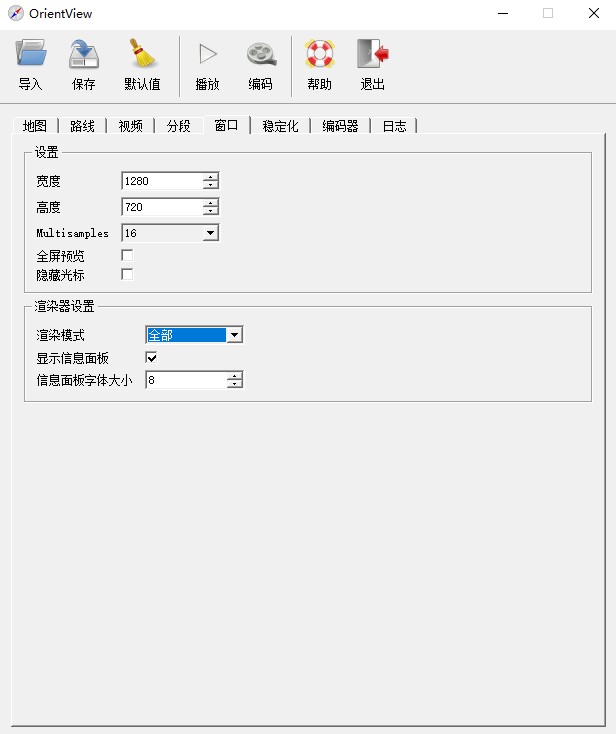 OrientView
导入 保存 默认值 播放 编码 帮助 退出
地图 路线 视频 分段 窗口 稳定化 编码器 日志
设置
宽度 1280
高度 720
Multisamples 16
全屏预览
隐藏光标
渲染器设置
渲染模式 全部
显示信息面板
信息面板字体大小 8